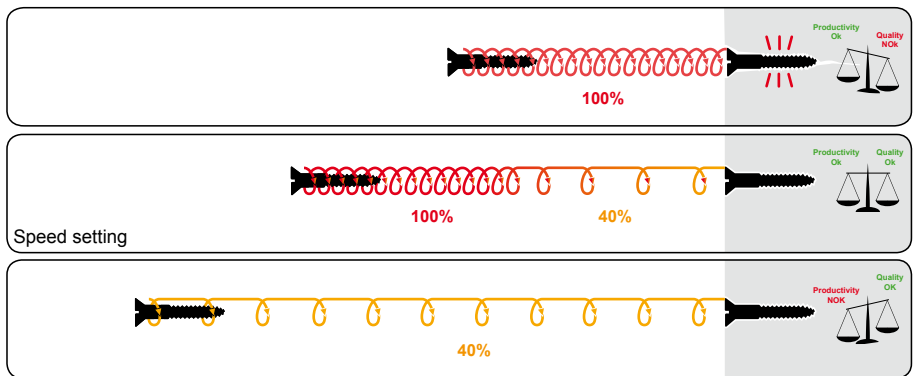 Productivity
Ok
Quality
NOk
100%
Productivity
Ok
Quality
Ok
100%
40%
Speed setting
Productivity
NOK
Quality
OK
40%